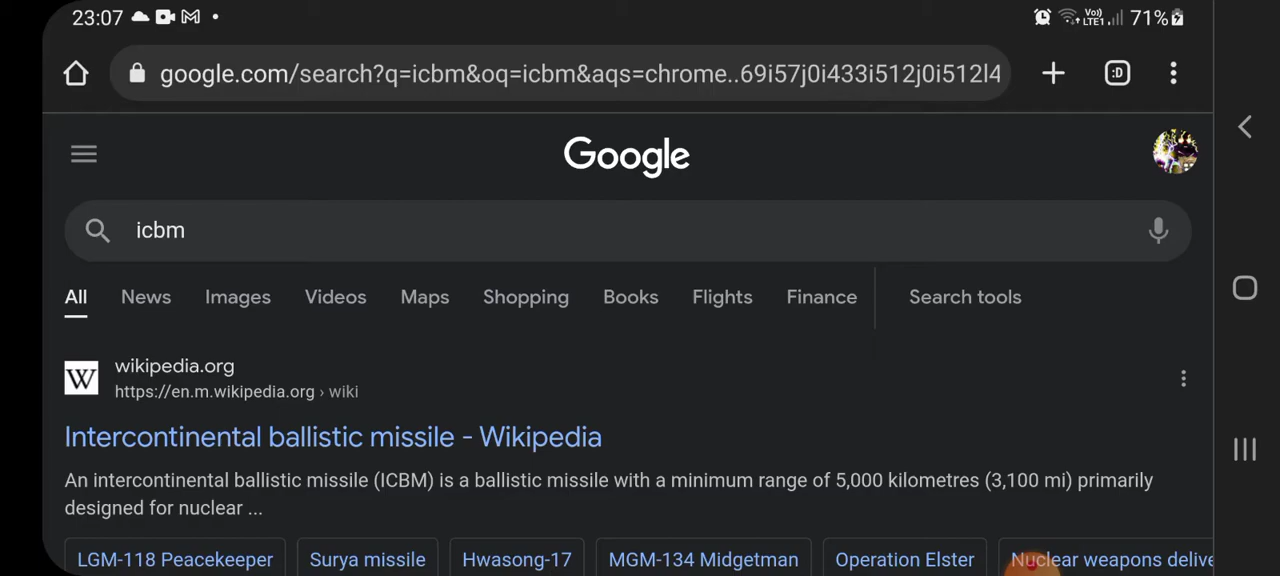 23:07
Vo)) LTE1 71%
google.com/search?q=icbm&oq=icbm&aqs=chrome..69i57j0i433i512j0i512l4
:D
Google
icbm
All News Images Videos Maps Shopping Books Flights Finance Search tools
W
wikipedia.org
https://en.m.wikipedia.org › wiki
Intercontinental ballistic missile - Wikipedia
An intercontinental ballistic missile (ICBM) is a ballistic missile with a minimum range of 5,000 kilometres (3,100 mi) primarily
designed for nuclear ...
LGM-118 Peacekeeper Surya missile Hwasong-17 MGM-134 Midgetman Operation Elster Nuclear weapons delive